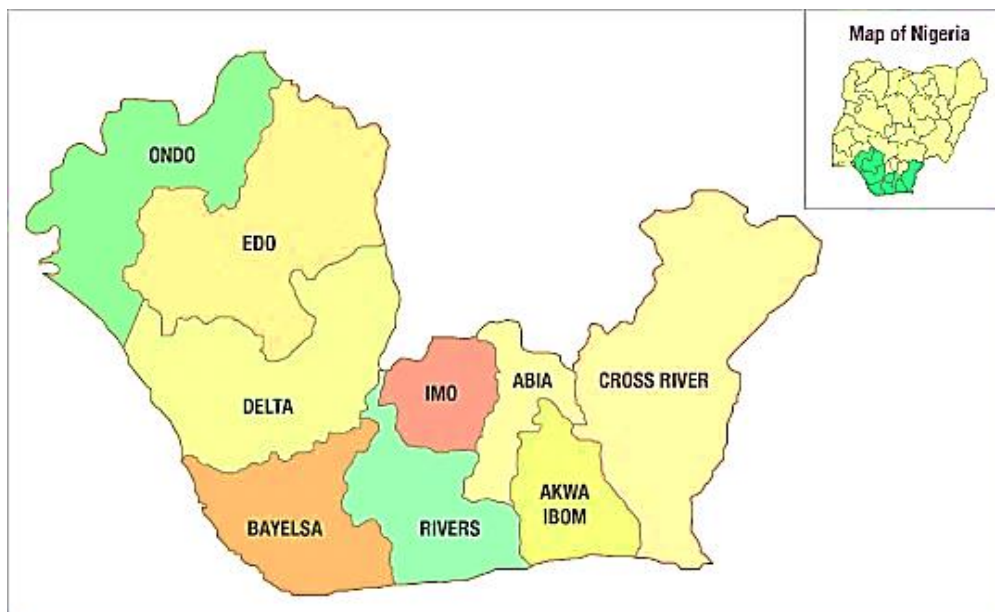 Map of Nigeria
ONDO
EDO
DELTA
IMO
ABIA
CROSS RIVER
BAYELSA
RIVERS
AKWA
IBOM